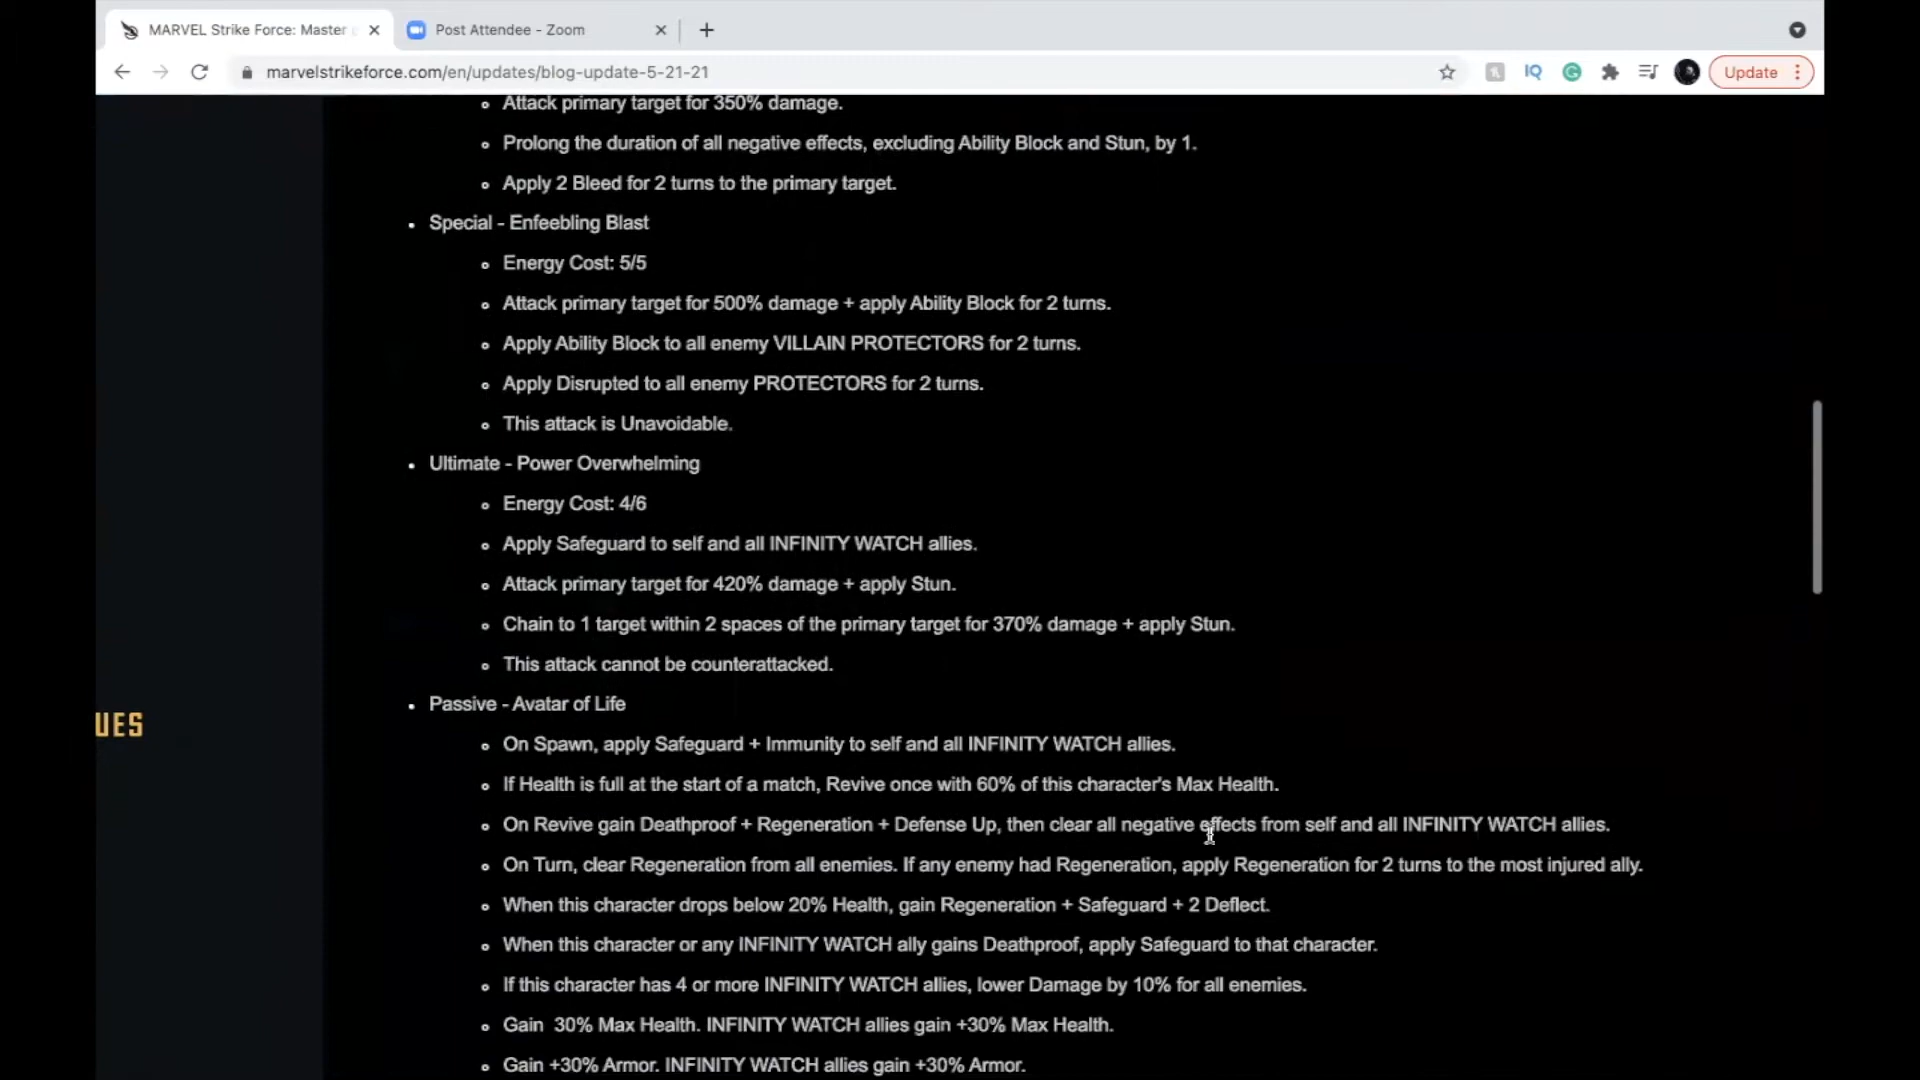 MARVEL Strike Force: Master
Post Attendee - Zoom
marvelstrikeforce.com/en/updates/blog-update-5-21-21
IQ
Update
Attack primary target for 350% damage.
Prolong the duration of all negative effects, excluding Ability Block and Stun, by 1.
Apply 2 Bleed for 2 turns to the primary target.
Special - Enfeebling Blast
Energy Cost: 5/5
Attack primary target for 500% damage + apply Ability Block for 2 turns.
Apply Ability Block to all enemy VILLAIN PROTECTORS for 2 turns.
Apply Disrupted to all enemy PROTECTORS for 2 turns.
This attack is Unavoidable.
Ultimate - Power Overwhelming
Energy Cost: 4/6
Apply Safeguard to self and all INFINITY WATCH allies.
Attack primary target for 420% damage + apply Stun.
Chain to 1 target within 2 spaces of the primary target for 370% damage + apply Stun.
This attack cannot be counterattacked.
Passive - Avatar of Life
UES
On Spawn, apply Safeguard + Immunity to self and all INFINITY WATCH allies.
If Health is full at the start of a match, Revive once with 60% of this character's Max Health.
On Revive gain Deathproof + Regeneration + Defense Up, then clear all negative effects from self and all INFINITY WATCH allies.
On Turn, clear Regeneration from all enemies. If any enemy had Regeneration, apply Regeneration for 2 turns to the most injured ally.
When this character drops below 20% Health, gain Regeneration + Safeguard + 2 Deflect.
When this character or any INFINITY WATCH ally gains Deathproof, apply Safeguard to that character.
If this character has 4 or more INFINITY WATCH allies, lower Damage by 10% for all enemies.
Gain 30% Max Health. INFINITY WATCH allies gain +30% Max Health.
Gain +30% Armor. INFINITY WATCH allies gain +30% Armor.